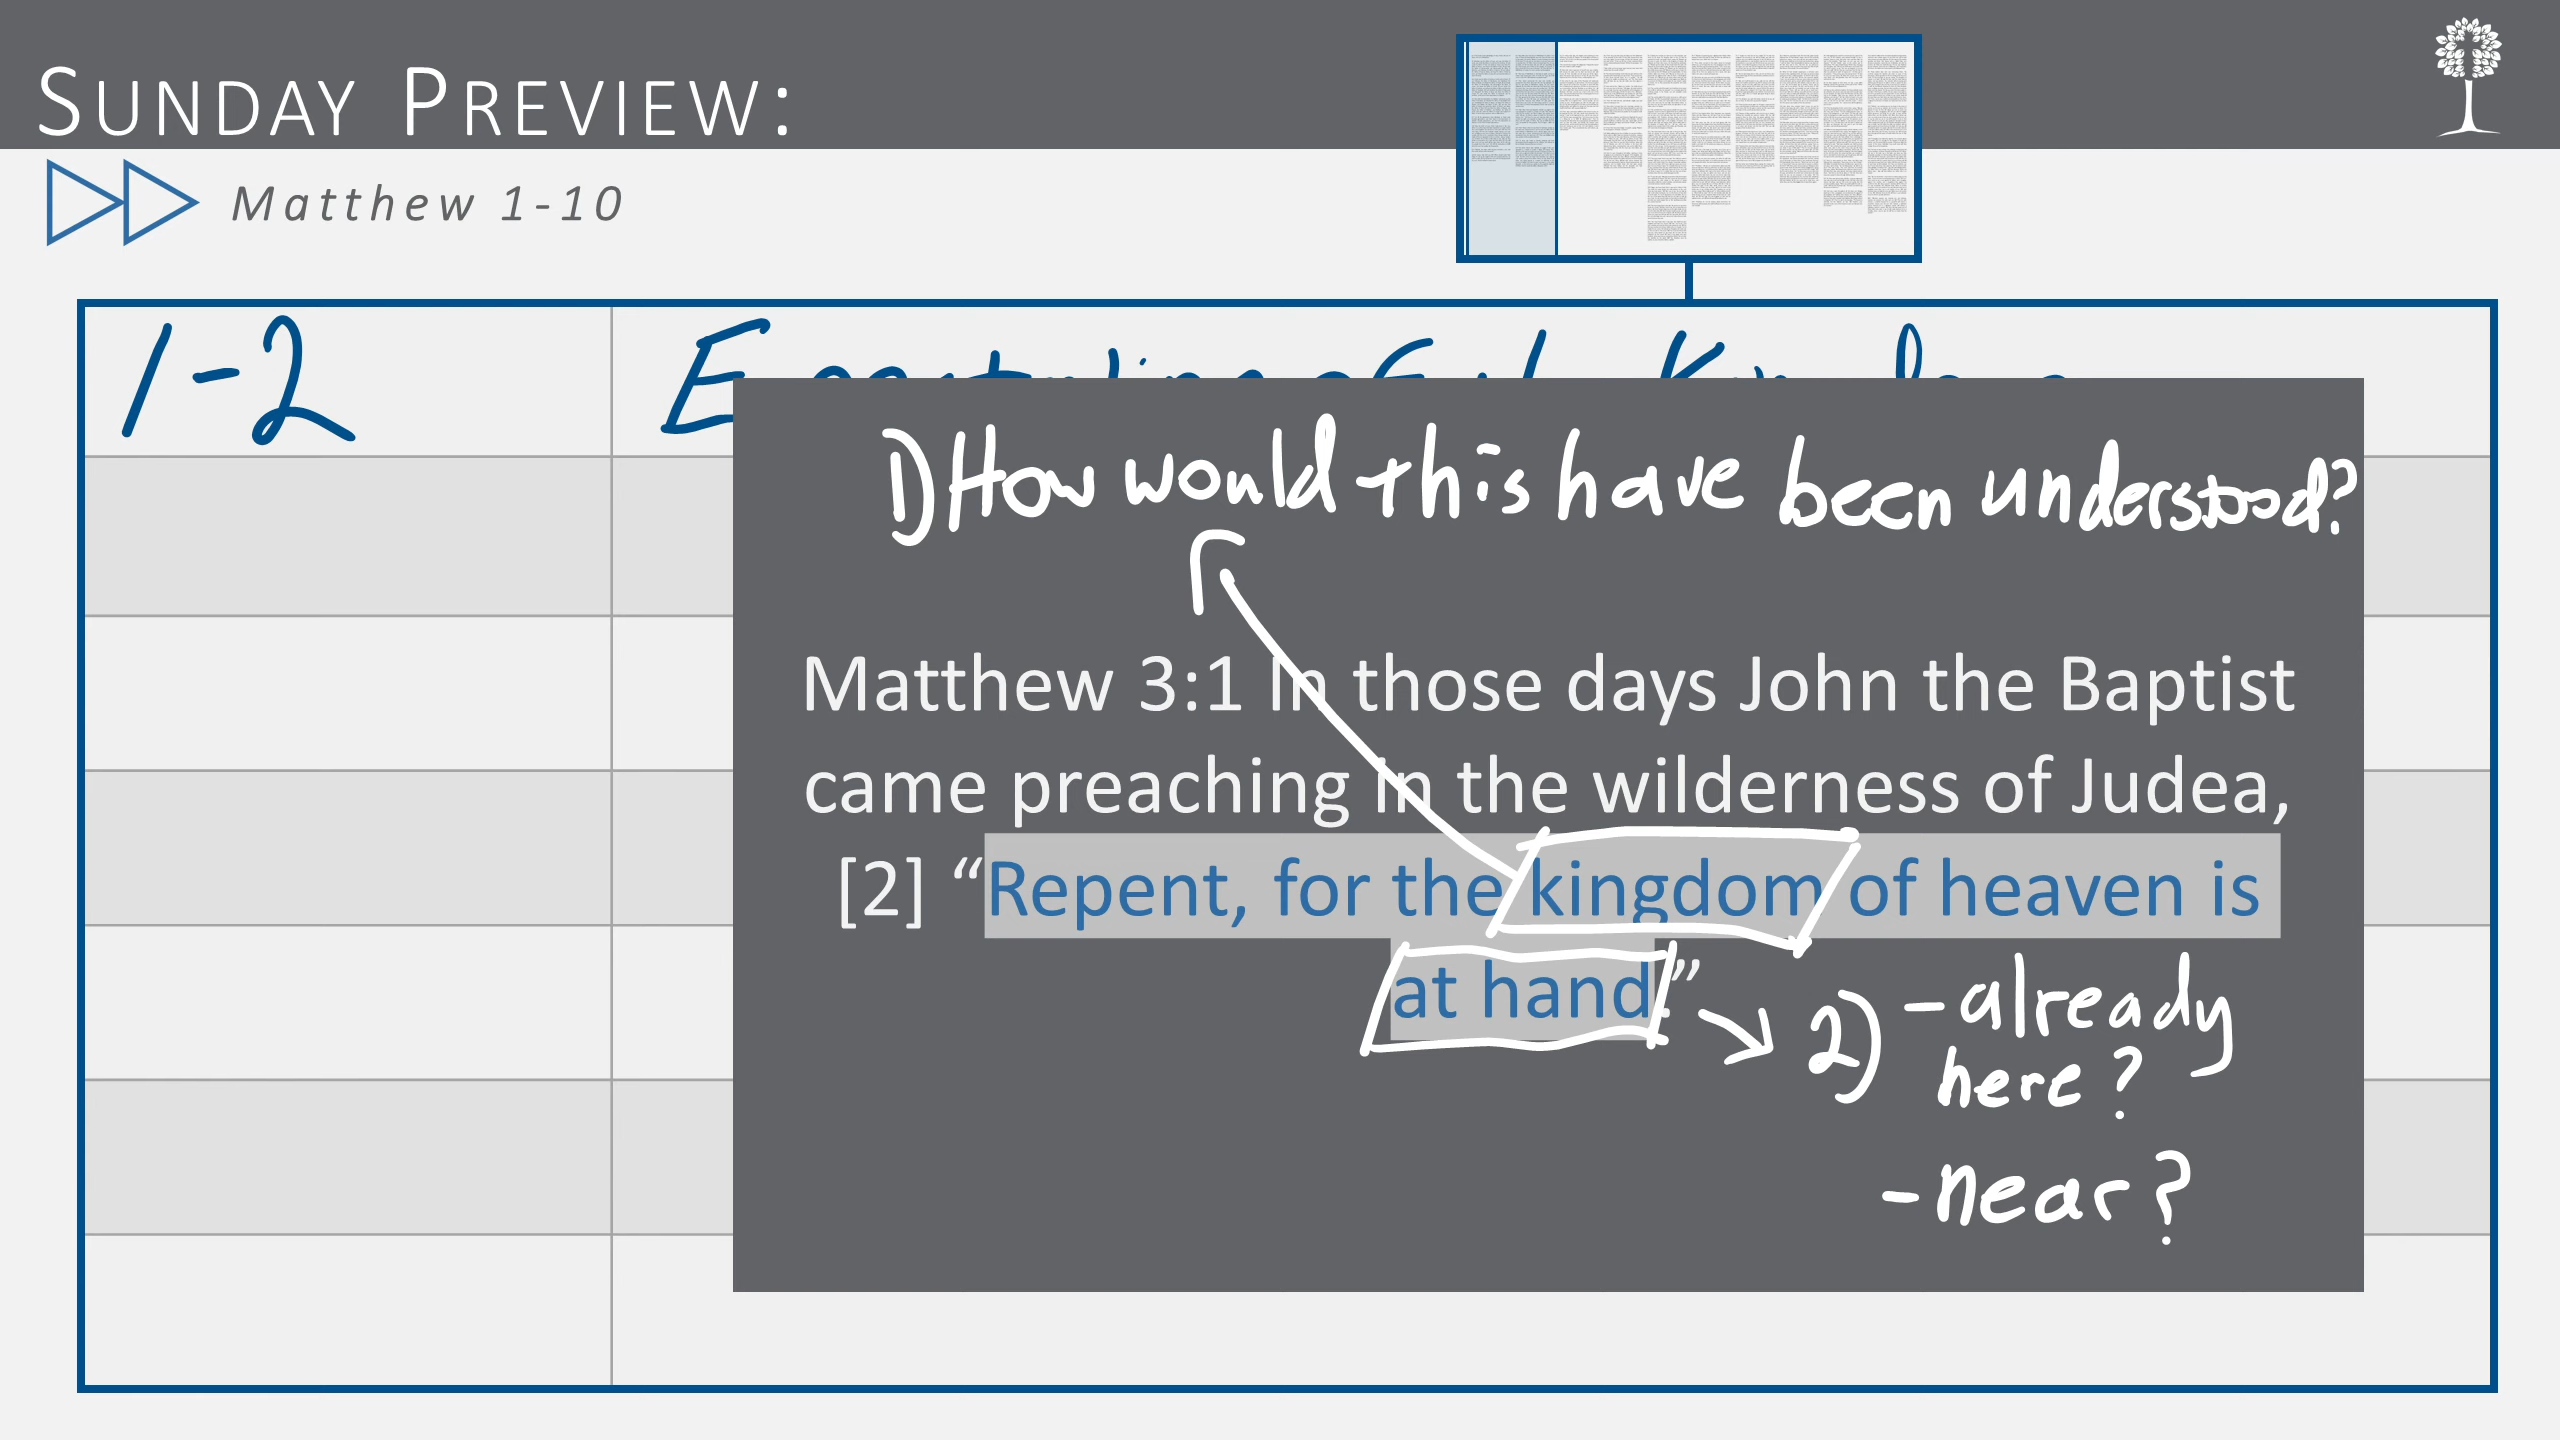 SUNDAY PREVIEW:
Matthew 1-10
1-2
1) How would this have been understood?
Matthew 3:1 In those days John the Baptist
came preaching in the wilderness of Judea,
[2] “Repent, for the kingdom of heaven is
at hand.”
2) - already
here?
- near?